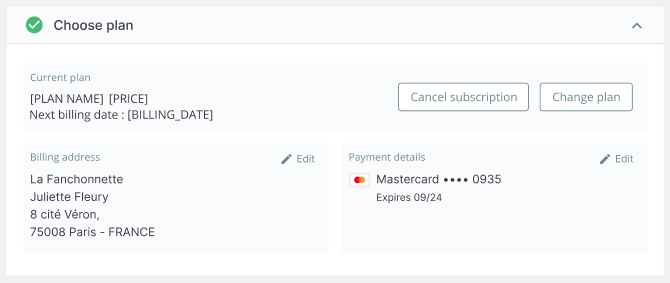 Choose plan
Current plan
[PLAN NAME] [PRICE]
Next billing date : [BILLING_DATE]
Cancel subscription
Change plan
Billing address
Edit
La Fanchonnette
Juliette Fleury
8 cité Véron,
75008 Paris - FRANCE
Payment details
Edit
Mastercard •••• 0935
Expires 09/24